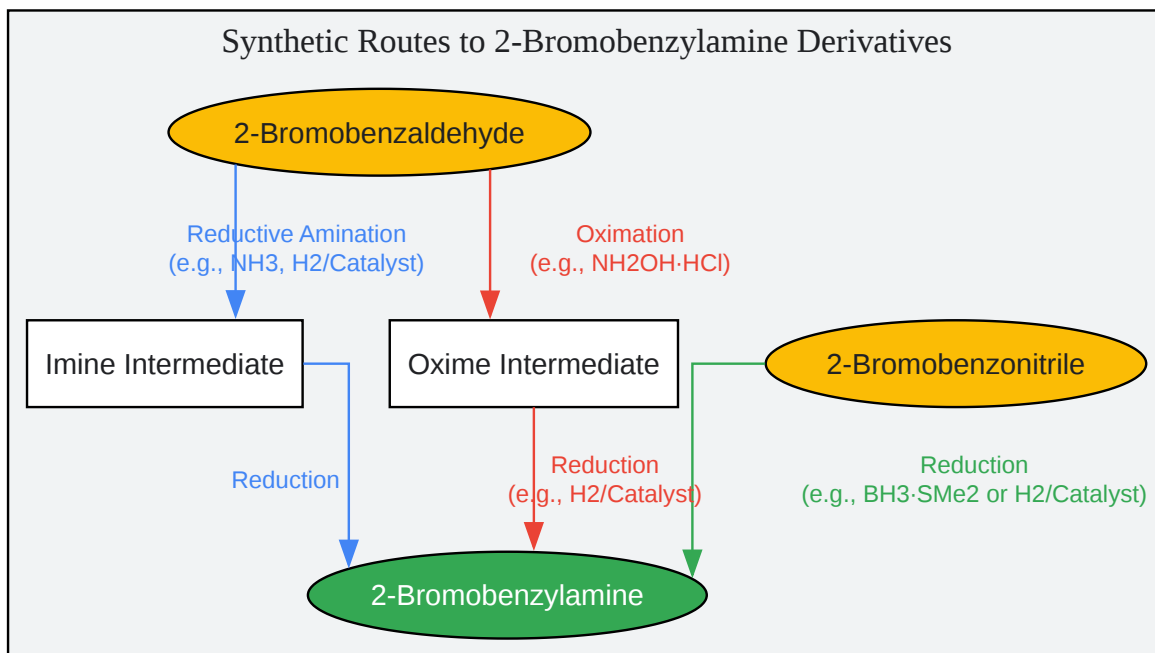 Synthetic Routes to 2-Bromobenzylamine Derivatives
2-Bromobenzaldehyde
Reductive Amination
(e.g., NH3, H2/Catalyst)
Oximation
(e.g., NH2OH·HCl)
Imine Intermediate
Oxime Intermediate
2-Bromobenzonitrile
Reduction
Reduction
(e.g., H2/Catalyst)
Reduction
(e.g., BH3·SMe2 or H2/Catalyst)
2-Bromobenzylamine